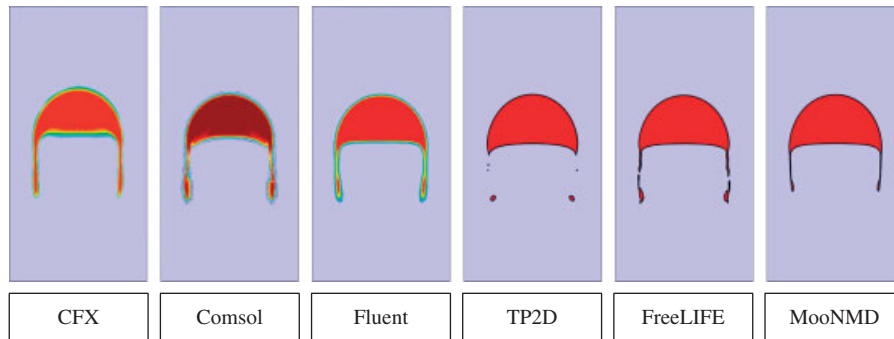 CFX
Comsol
Fluent
TP2D
FreeLIFE
MooNMD